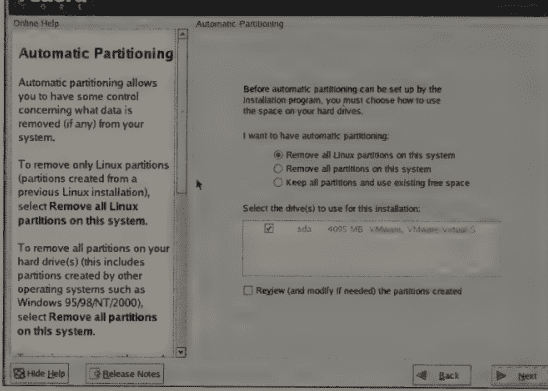 Online Help
Automatic Partitioning
Automatic partitioning allows
you to have some control
concerning what data is
removed (if any) from your
system.
To remove only Linux partitions
(partitions created from a
previous Linux installation),
select Remove all Linux
partitions on this system.
To remove all partitions on your
hard drive(s) (this includes
partitions created by other
operating systems such as
Windows 95/98/NT/2000),
select Remove all partitions
on this system.
Hide Help
Release Notes
Automatic Partitioning
Before automatic partitioning can be set up by the
installation program, you must choose how to use
the space on your hard drives.
I want to have automatic partitioning:
Remove all Linux partitions on this system
Remove all partitions on this system
Keep all partitions and use existing free space
Select the drive(s) to use for this installation:
sda 4095 MB VMware, VMware Virtual S
Review (and modify if needed) the partitions created
Back
Next